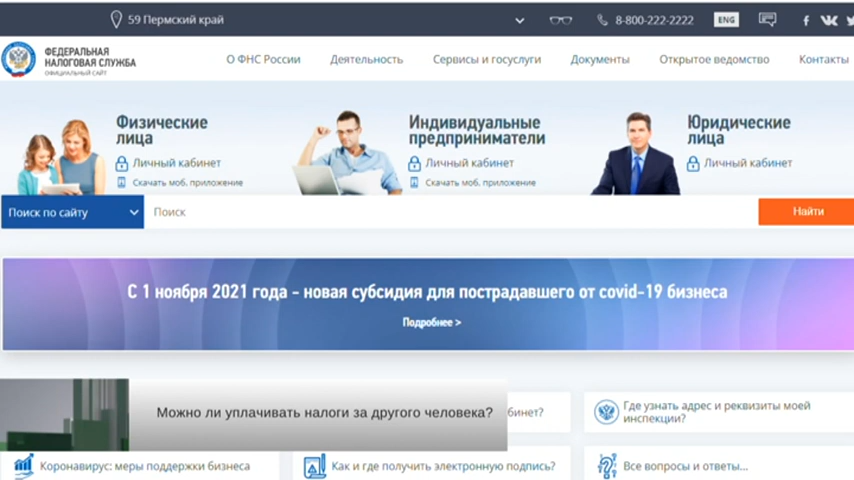 59 Пермский край
8-800-222-2222
ENG
ФЕДЕРАЛЬНАЯ
НАЛОГОВАЯ СЛУЖБА
ОФИЦИАЛЬНЫЙ САЙТ
О ФНС России
Деятельность
Сервисы и госуслуги
Документы
Открытое ведомство
Контакты
Физические
лица
Личный кабинет
Скачать моб. приложение
Индивидуальные
предприниматели
Личный кабинет
Скачать моб. приложение
Юридические
лица
Личный кабинет
Поиск по сайту
Поиск
Найти
С 1 ноября 2021 года - новая субсидия для пострадавшего от covid-19 бизнеса
Подробнее >
Можно ли уплачивать налоги за другого человека?
бинет?
Где узнать адрес и реквизиты моей
инспекции?
Коронавирус: меры поддержки бизнеса
Как и где получить электронную подпись?
Все вопросы и ответы...